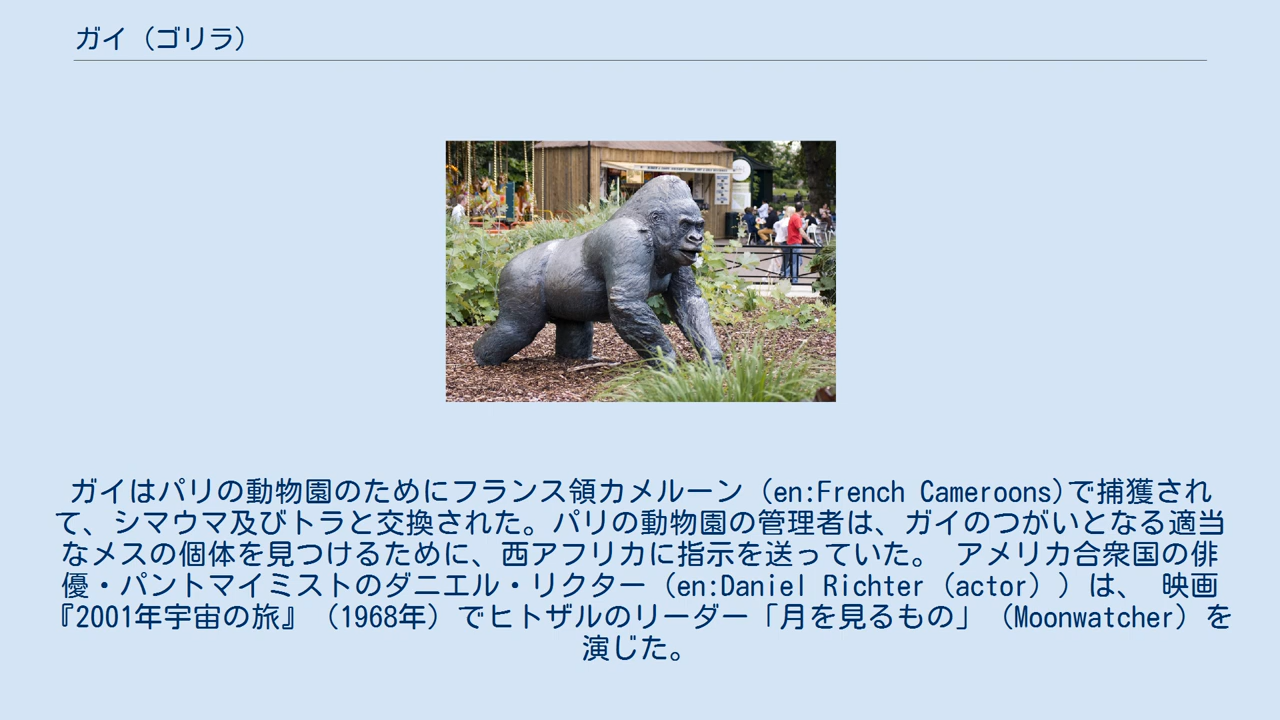 ガイ（ゴリラ）
ガイはパリの動物園のためにフランス領カメルーン（en:French Cameroons)で捕獲され
て、シマウマ及びトラと交換された。パリの動物園の管理者は、ガイのつがいとなる適当
なメスの個体を見つけるために、西アフリカに指示を送っていた。　アメリカ合衆国の俳
優・パントマイミストのダニエル・リクター（en:Daniel Richter（actor））は、　映画
『2001年宇宙の旅』（1968年）でヒトザルのリーダー「月を見るもの」（Moonwatcher）を
演じた。